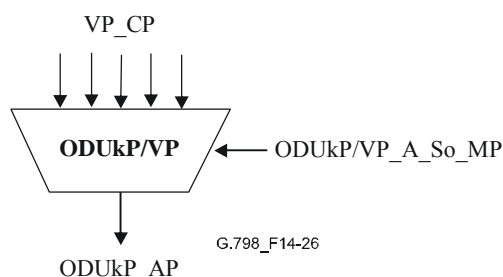 VP_CP
ODUkP/VP
ODUkP/VP_A_So_MP
G.798_F14-26
ODUkP_AP